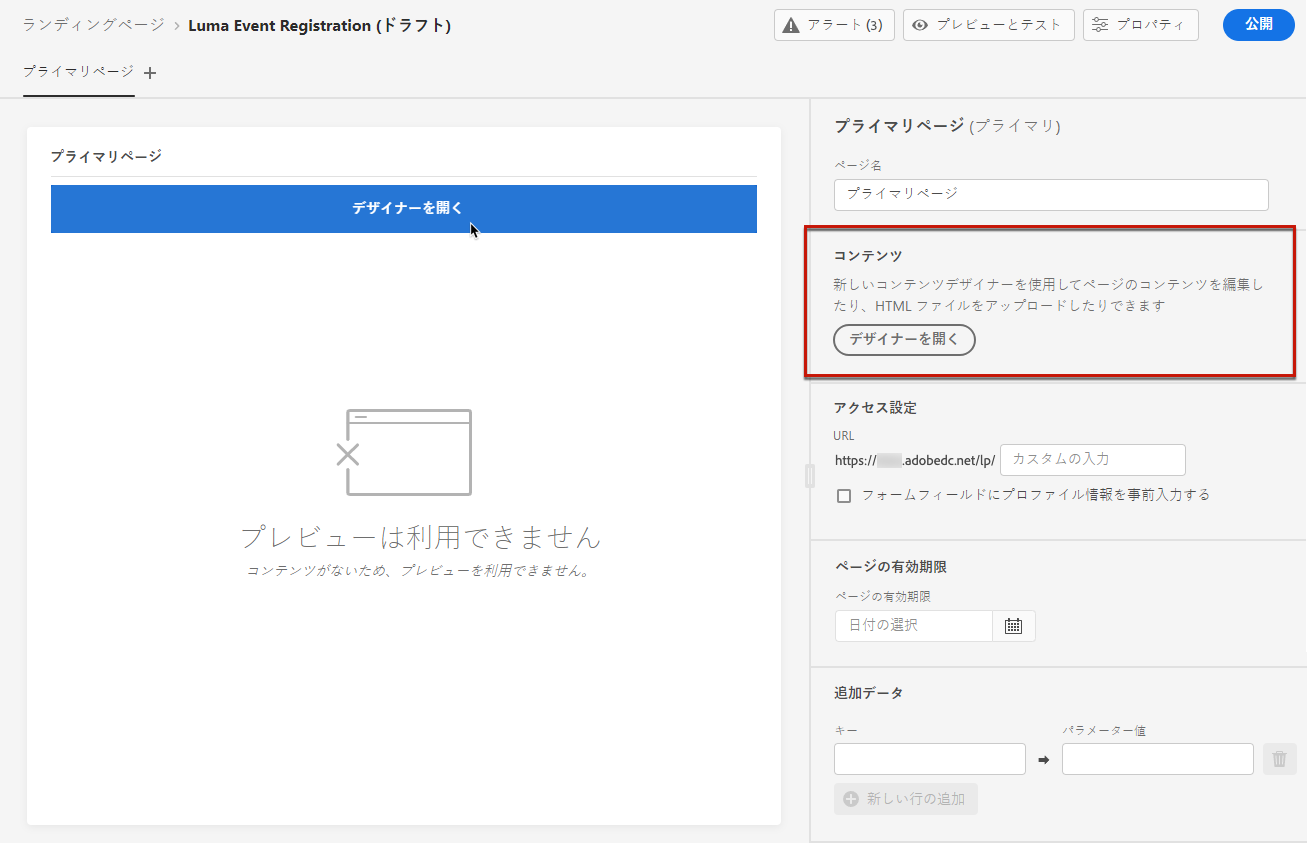 ランディングページ › Luma Event Registration (ドラフト)
アラート (3)
プレビューとテスト
プロパティ
公開
プライマリページ
プライマリページ
デザイナーを開く
プレビューは利用できません
コンテンツがないため、プレビューを利用できません。
プライマリページ (プライマリ)
ページ名
プライマリページ
コンテンツ
新しいコンテンツデザイナーを使用してページのコンテンツを編集し
たり、HTML ファイルをアップロードしたりできます
デザイナーを開く
アクセス設定
URL
https:// .adobedc.net/lp/ カスタムの入力
フォームフィールドにプロファイル情報を事前入力する
ページの有効期限
ページの有効期限
日付の選択
追加データ
キー パラメーター値
新しい行の追加